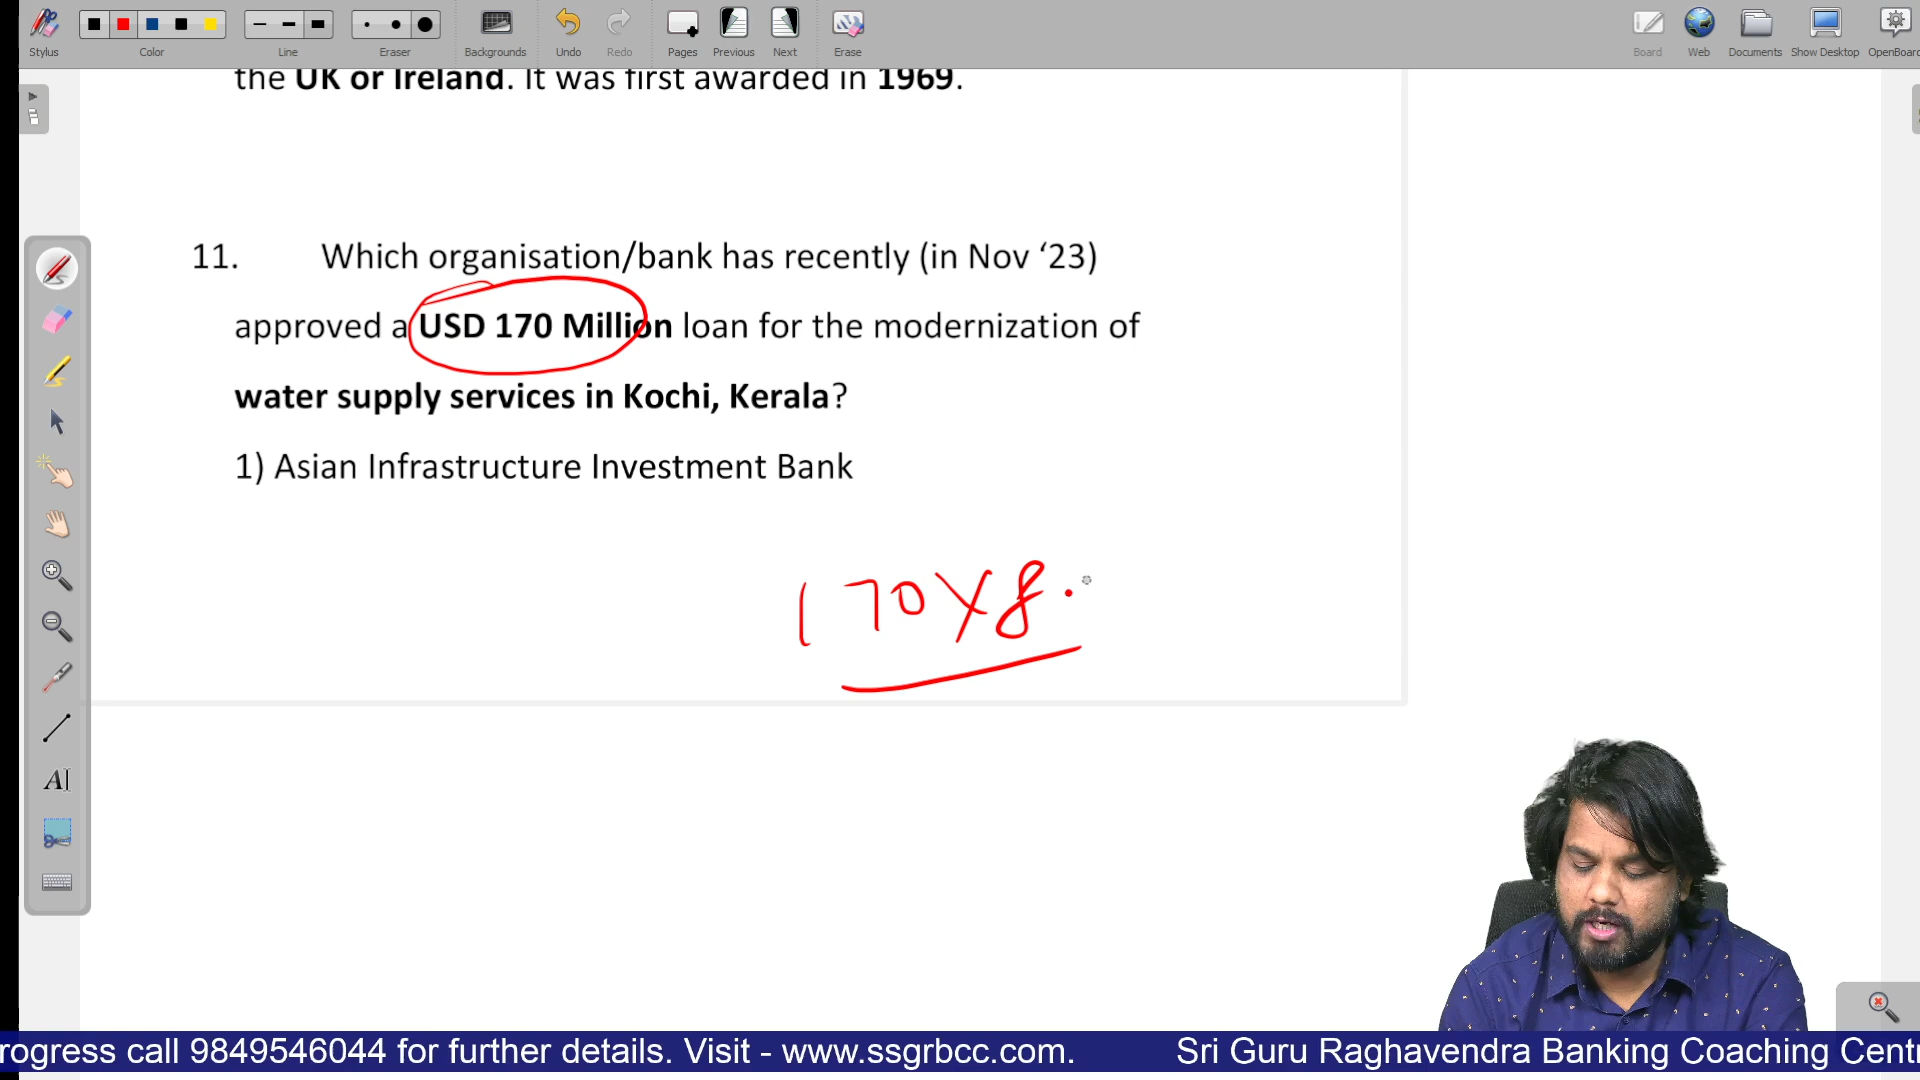 Stylus
Color
Line
Eraser
Backgrounds
Undo
Redo
Pages
Previous
Next
Erase
Board
Web
Documents
Show Desktop
OpenBoar
the UK or Ireland. It was first awarded in 1969.
11. Which organisation/bank has recently (in Nov ‘23)
approved a USD 170 Million loan for the modernization of
water supply services in Kochi, Kerala?
1) Asian Infrastructure Investment Bank
170X8.
AI
rogress call 9849546044 for further details. Visit - www.ssgrbcc.com. Sri Guru Raghavendra Banking Coaching Centr